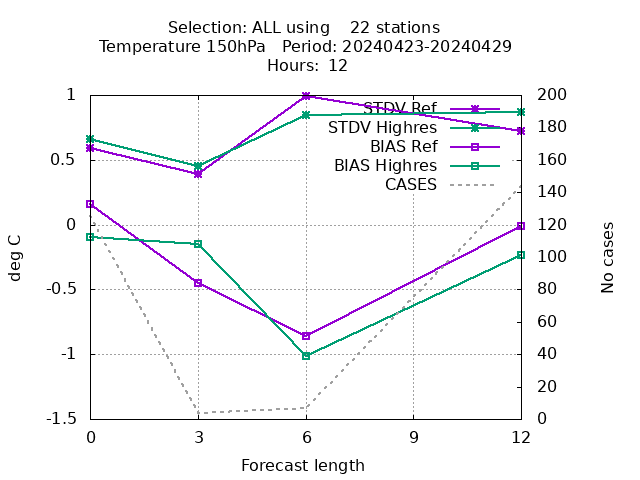 Selection: ALL using    22 stations
Temperature 150hPa   Period: 20240423-20240429
Hours:  12
STDV Ref
STDV Highres
BIAS Ref
BIAS Highres
CASES
1
0.5
0
-0.5
-1
-1.5
200
180
160
140
120
100
80
60
40
20
0
deg C
No cases
0 3 6 9 12
Forecast length